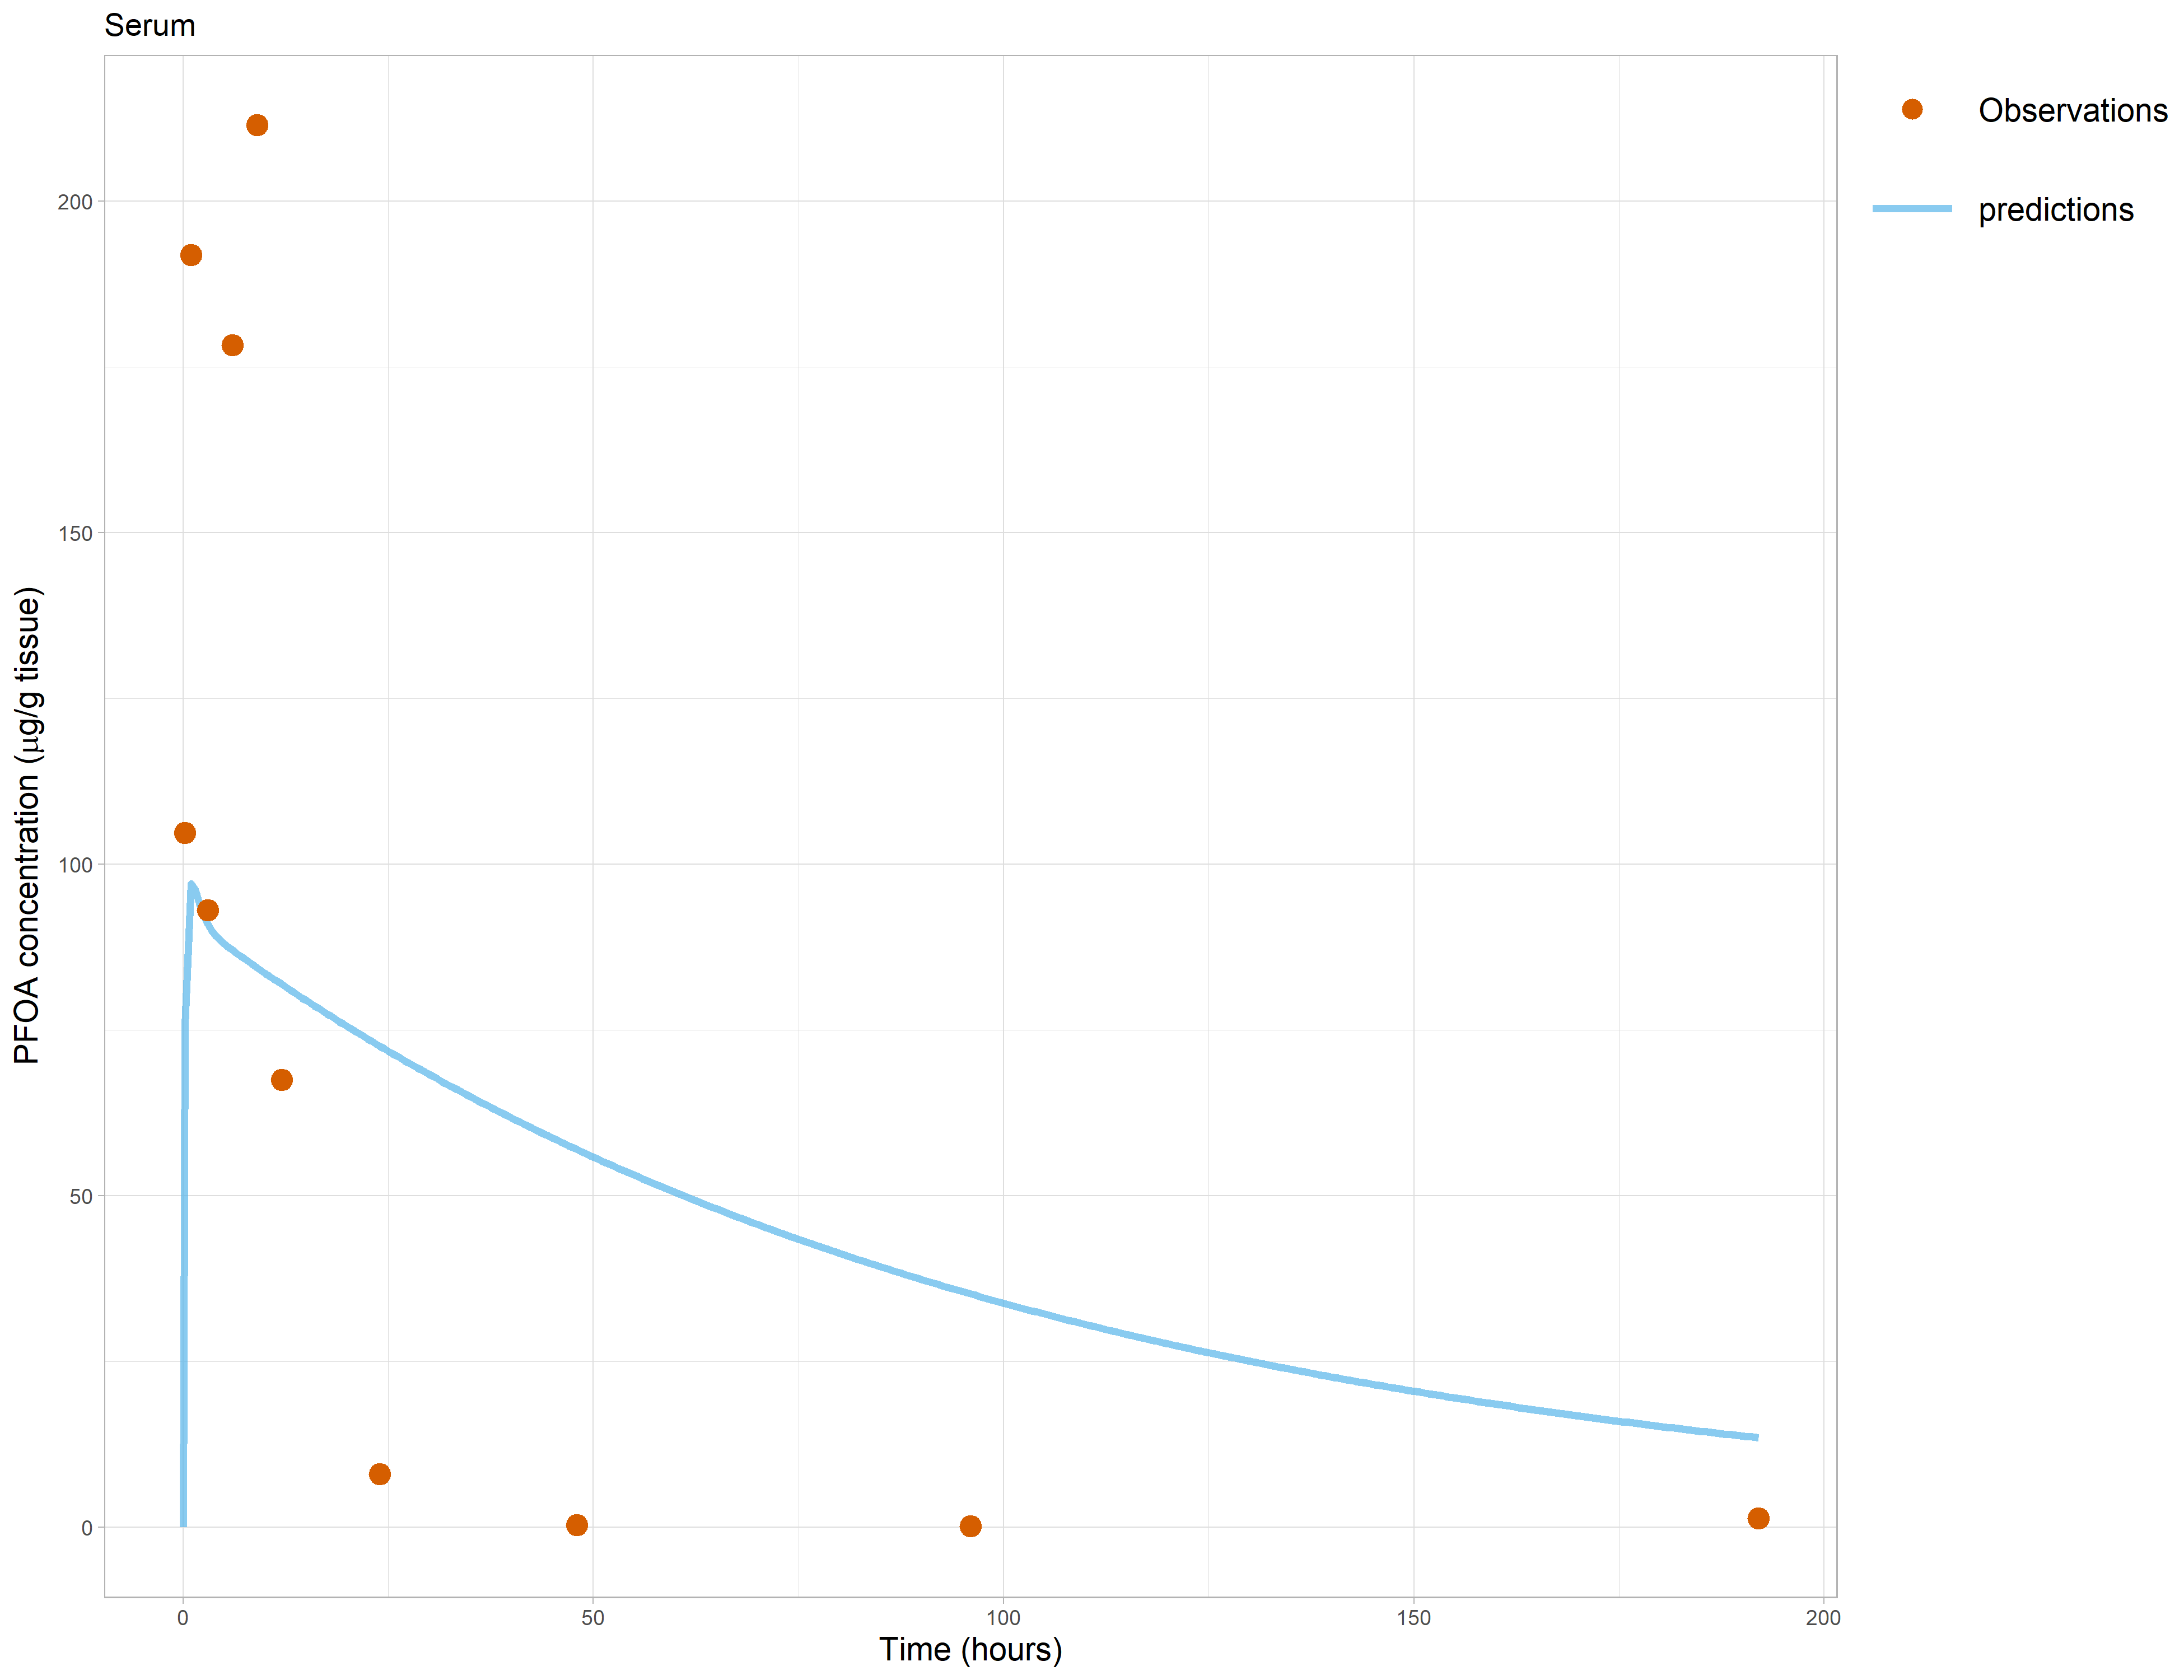 Serum
Observations
predictions
200
150
100
50
0
PFOA concentration (μg/g tissue)
0 50 100 150 200
Time (hours)